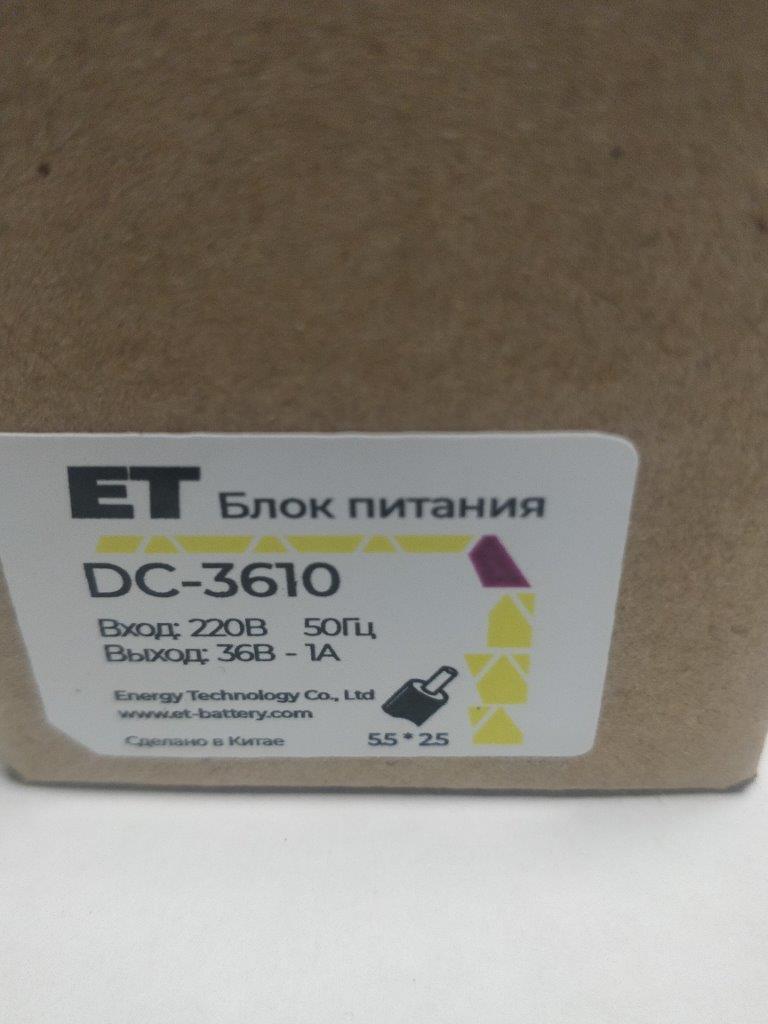 ET Блок питания
DC-3610
Вход: 220В 50Гц
Выход: 36В - 1А
Energy Technology Co., Ltd
www.et-battery.com
Сделано в Китае
5.5 * 2.5